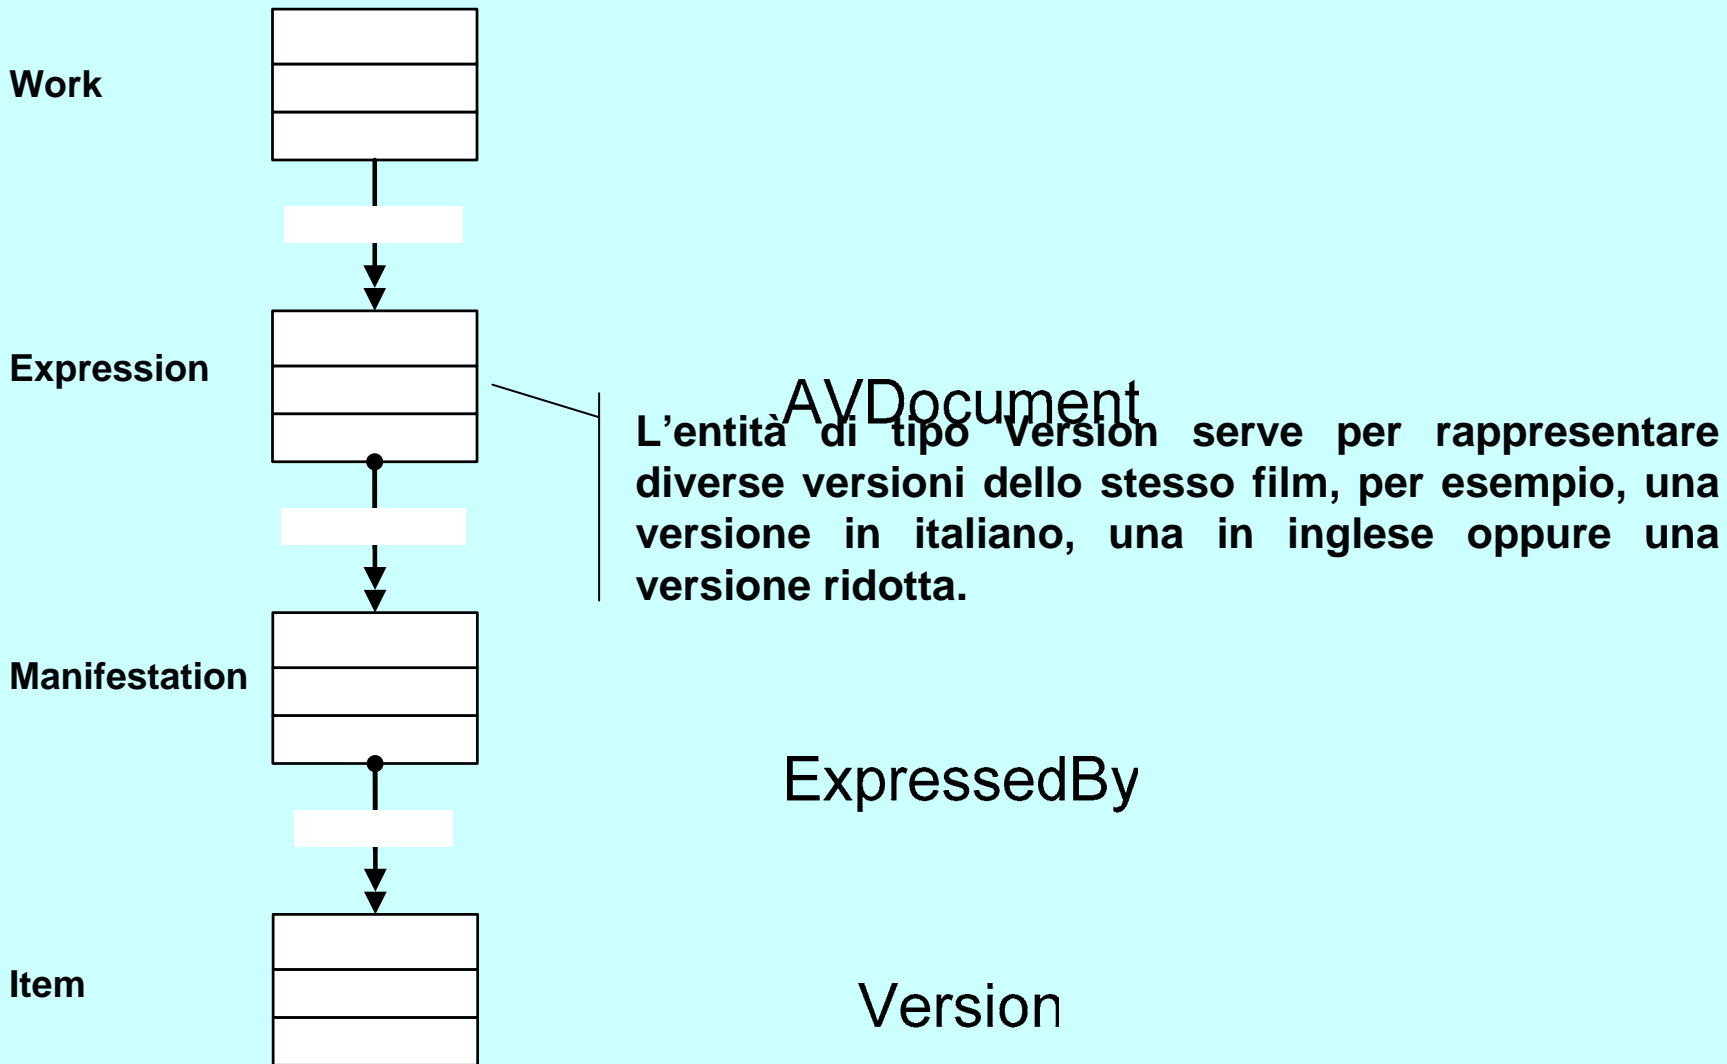 Work
Expression
AVDocument
L'entità di tipo Version serve per rappresentare
diverse versioni dello stesso film, per esempio, una
versione in italiano, una in inglese oppure una
versione ridotta.
Manifestation
ExpressedBy
Item
Version